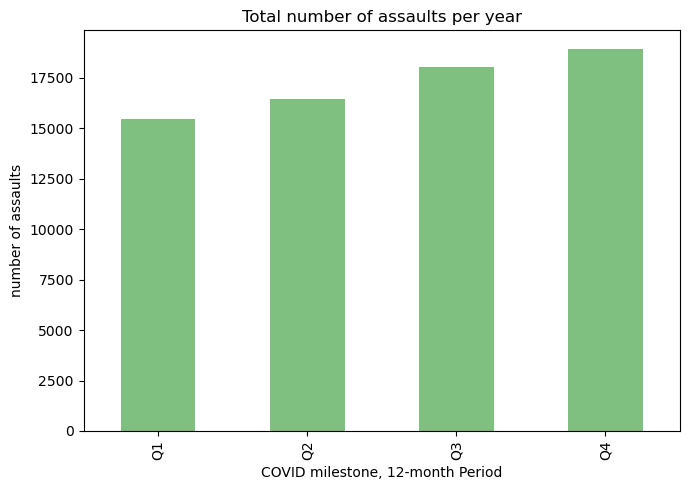 Total number of assaults per year
number of assaults
17500
15000
12500
10000
7500
5000
2500
0
Q1
Q2
Q3
Q4
COVID milestone, 12-month Period